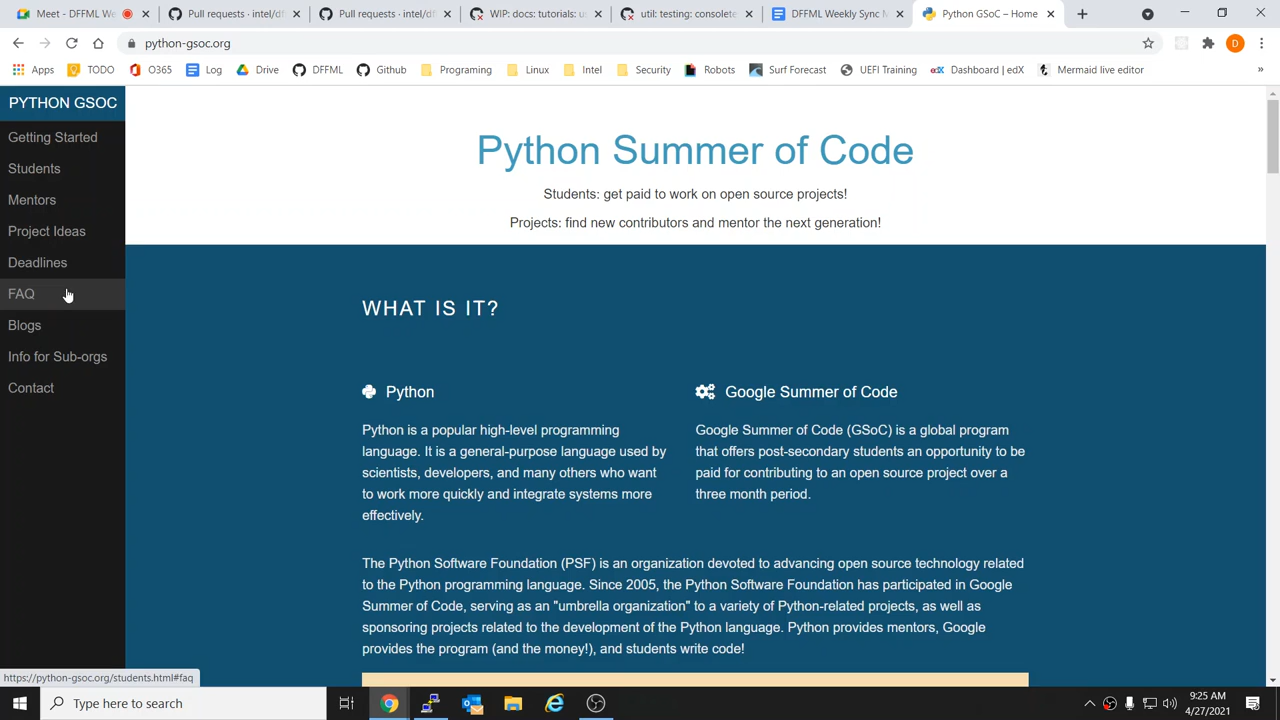 Meet - DFFML W
Pull requests · intel/df
Pull requests · intel/df
WIP: docs: tutorials: us
util: testing: consolete
DFFML Weekly Sync M
Python GSoC – Home
python-gsoc.org
D
Apps
TODO
O365
Log
Drive
DFFML
Github
Programing
Linux
Intel
Security
Robots
Surf Forecast
UEFI Training
edX
Dashboard | edX
Mermaid live editor
»
PYTHON GSOC
Getting Started
Students
Mentors
Project Ideas
Deadlines
FAQ
Blogs
Info for Sub-orgs
Contact
Python Summer of Code
Students: get paid to work on open source projects!
Projects: find new contributors and mentor the next generation!
WHAT IS IT?
Python
Python is a popular high-level programming
language. It is a general-purpose language used by
scientists, developers, and many others who want
to work more quickly and integrate systems more
effectively.
Google Summer of Code
Google Summer of Code (GSoC) is a global program
that offers post-secondary students an opportunity to be
paid for contributing to an open source project over a
three month period.
The Python Software Foundation (PSF) is an organization devoted to advancing open source technology related
to the Python programming language. Since 2005, the Python Software Foundation has participated in Google
Summer of Code, serving as an "umbrella organization" to a variety of Python-related projects, as well as
sponsoring projects related to the development of the Python language. Python provides mentors, Google
provides the program (and the money!), and students write code!
https://python-gsoc.org/students.html#faq
Type here to search
9:25 AM
4/27/2021